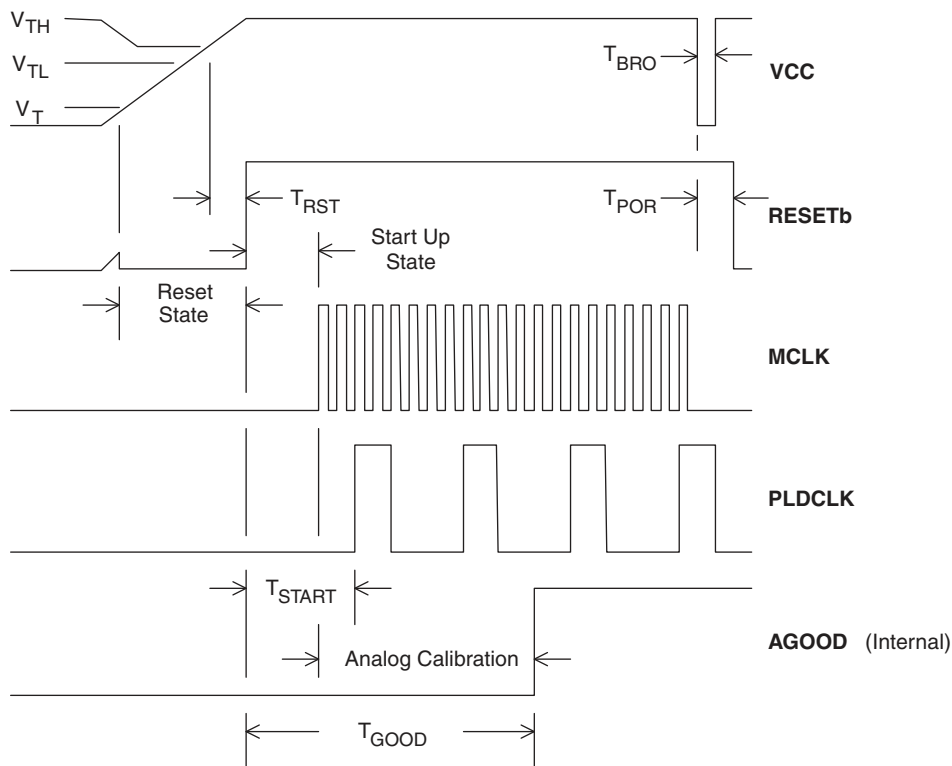 VTH
VTL
VT
TBRO
VCC
TRST
TPOR
RESETb
Start Up
State
Reset
State
MCLK
PLDCLK
TSTART
AGOOD (Internal)
Analog Calibration
TGOOD